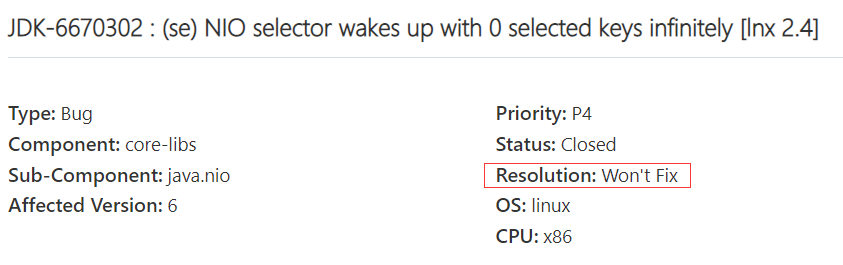 JDK-6670302 : (se) NIO selector wakes up with 0 selected keys infinitely [lnx 2.4]
Type: Bug
Component: core-libs
Sub-Component: java.nio
Affected Version: 6
Priority: P4
Status: Closed
Resolution: Won't Fix
OS: linux
CPU: x86